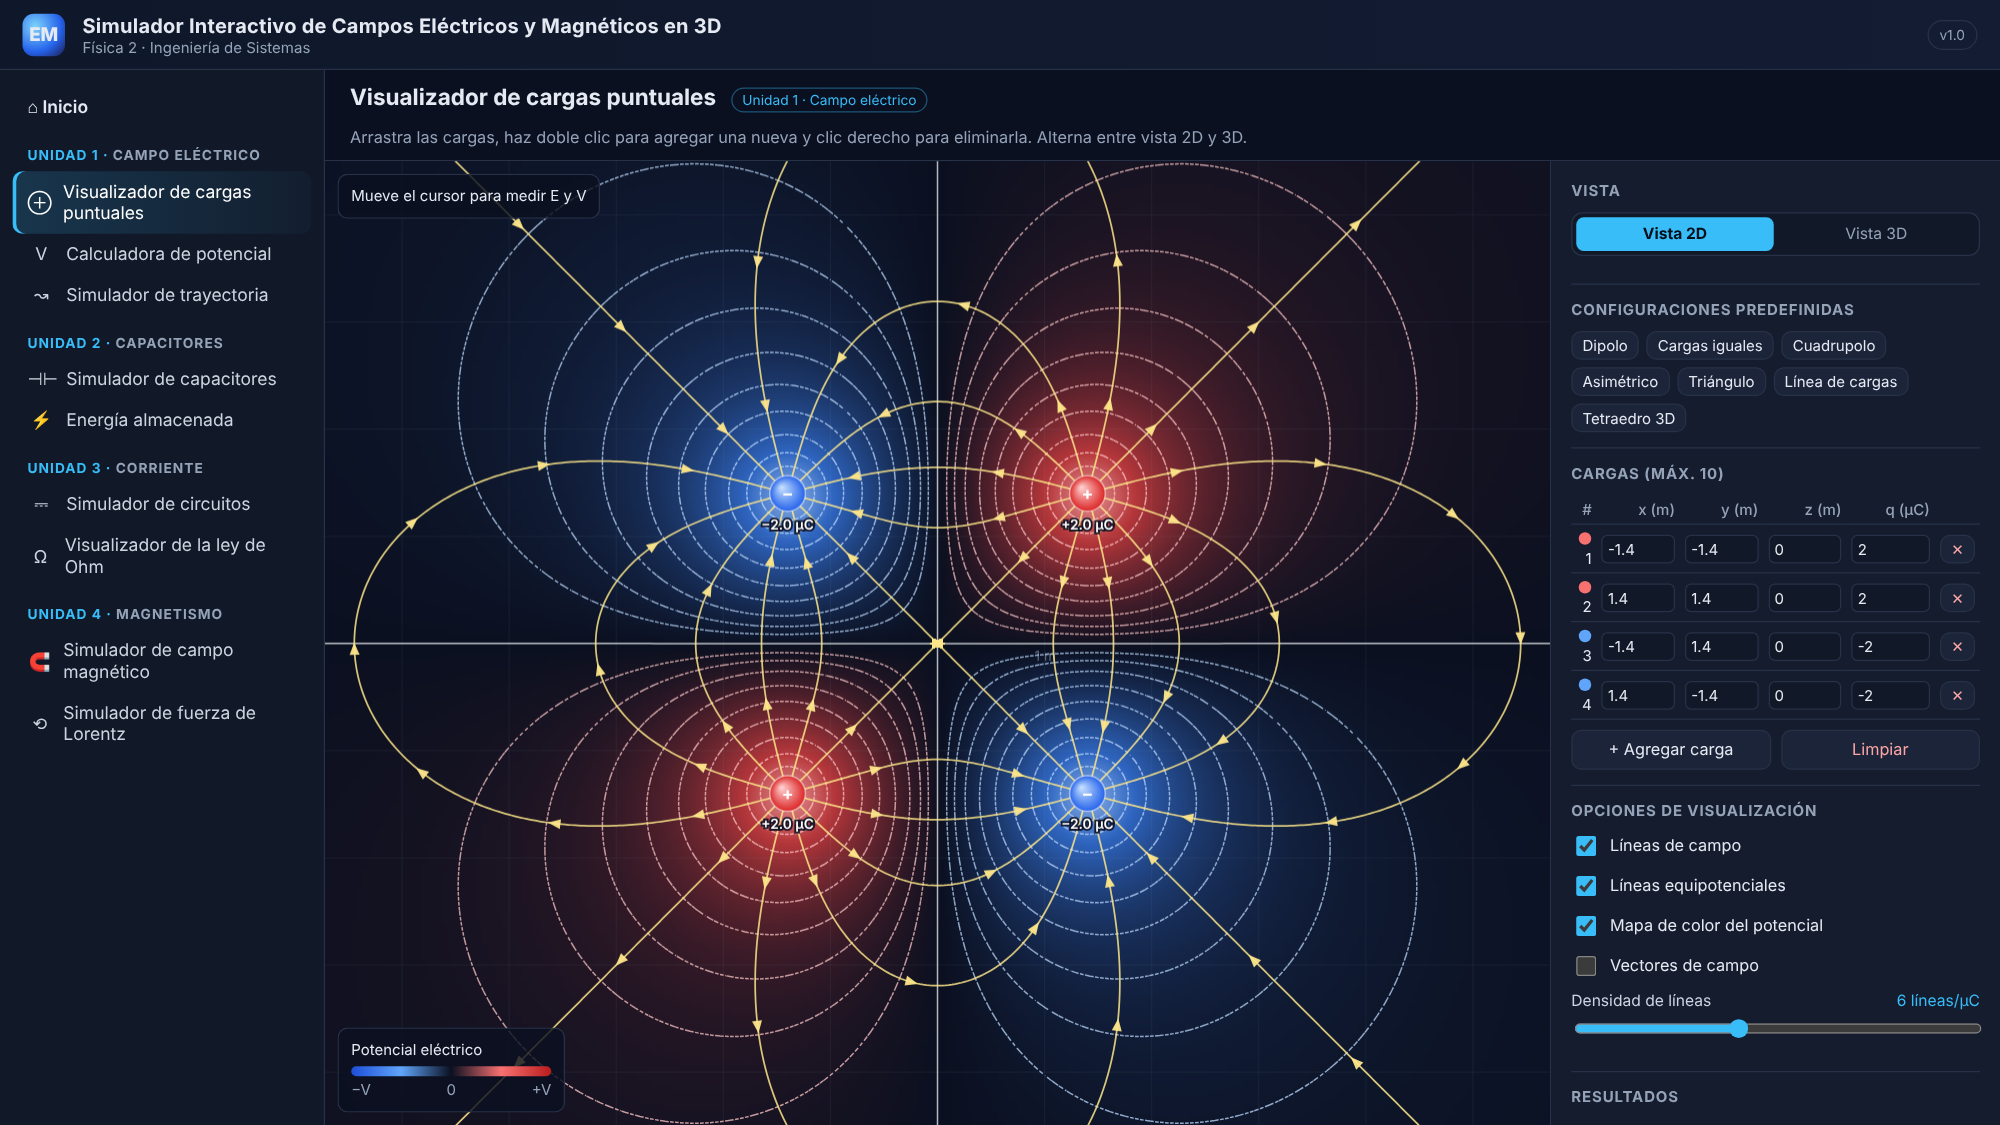 EM
Simulador Interactivo de Campos Eléctricos y Magnéticos en 3D
Física 2 · Ingeniería de Sistemas
v1.0
⌂ Inicio
UNIDAD 1 · CAMPO ELÉCTRICO
Visualizador de cargas
puntuales
V Calculadora de potencial
Simulador de trayectoria
UNIDAD 2 · CAPACITORES
Simulador de capacitores
⚡ Energía almacenada
UNIDAD 3 · CORRIENTE
Simulador de circuitos
Ω Visualizador de la ley de
Ohm
UNIDAD 4 · MAGNETISMO
Simulador de campo
magnético
Simulador de fuerza de
Lorentz
Visualizador de cargas puntuales
Unidad 1 · Campo eléctrico
Arrastra las cargas, haz doble clic para agregar una nueva y clic derecho para eliminarla. Alterna entre vista 2D y 3D.
Mueve el cursor para medir E y V
− +
−2.0 µC +2.0 µC
+ −
+2.0 µC −2.0 µC
Potencial eléctrico
−V 0 +V
VISTA
Vista 2D Vista 3D
CONFIGURACIONES PREDEFINIDAS
Dipolo Cargas iguales Cuadrupolo
Asimétrico Triángulo Línea de cargas
Tetraedro 3D
CARGAS (MÁX. 10)
# x (m) y (m) z (m) q (µC)
1 -1.4 -1.4 0 2 ✕
2 1.4 1.4 0 2 ✕
3 -1.4 1.4 0 -2 ✕
4 1.4 -1.4 0 -2 ✕
+ Agregar carga Limpiar
OPCIONES DE VISUALIZACIÓN
Líneas de campo
Líneas equipotenciales
Mapa de color del potencial
Vectores de campo
Densidad de líneas 6 líneas/µC
RESULTADOS